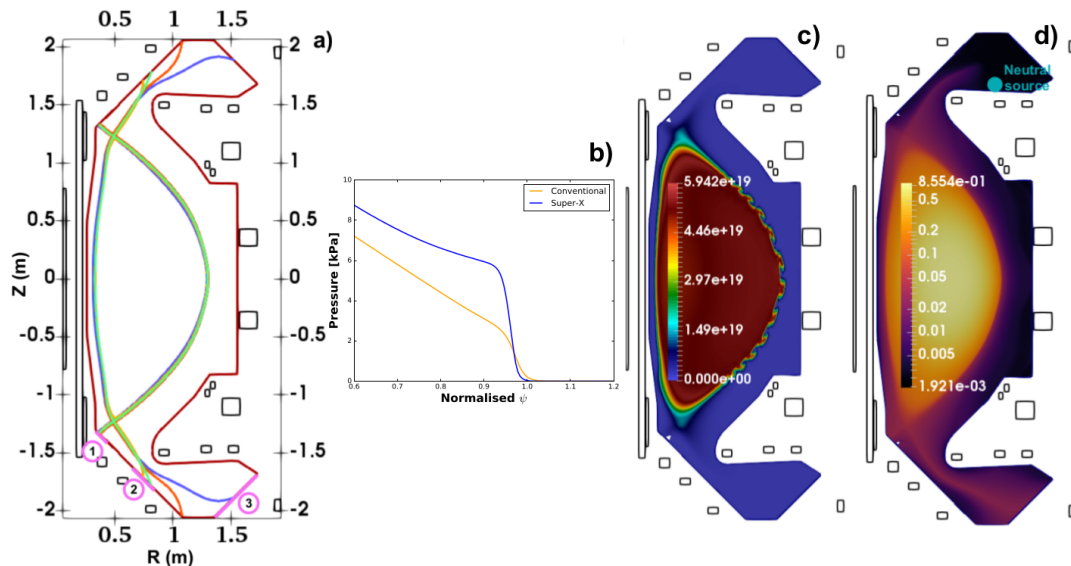 0.5 1 1.5
a)
2
1.5
1
0.5
0
-0.5
-1
-1.5
-2
Z (m)
2
1.5
1
0.5
0
-0.5
-1
-1.5
-2
1
2
3
0.5 1 1.5
R (m)
b)
Conventional
Super-X
Pressure [kPa]
10
8
6
4
2
0
0.6 0.7 0.8 0.9 1.0 1.1 1.2
Normalised ψ
c)
5.942e+19
4.46e+19
2.97e+19
1.49e+19
0.000e+00
d)
Neutral
source
8.554e-01
0.5
0.2
0.1
0.05
0.02
0.01
0.005
1.921e-03